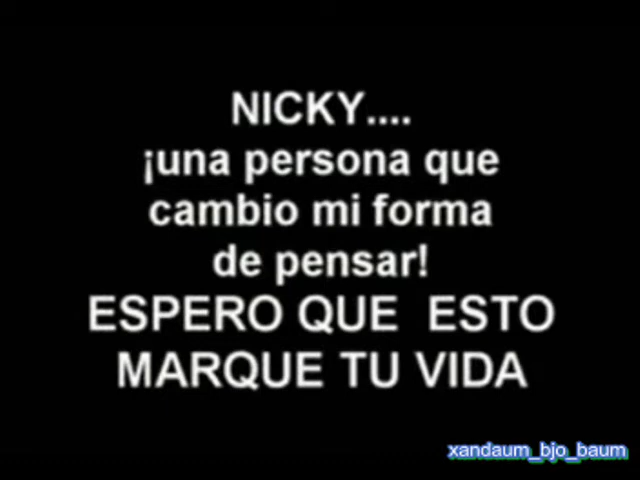 NICKY....
¡una persona que
cambio mi forma
de pensar!
ESPERO QUE  ESTO
MARQUE TU VIDA
xandaum_bjo_baum